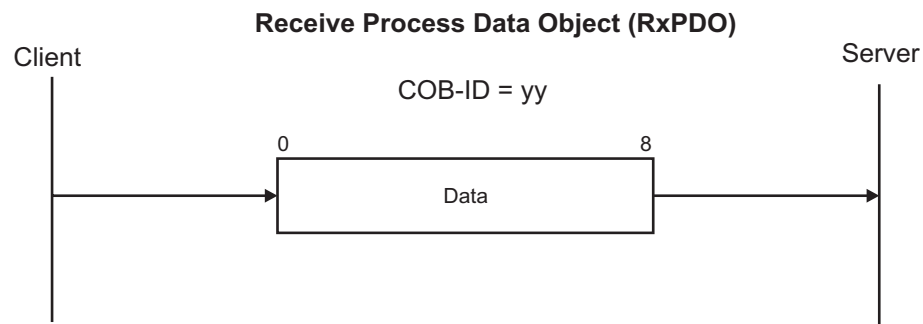 Receive Process Data Object (RxPDO)
Client
Server
COB-ID = yy
0 8
Data